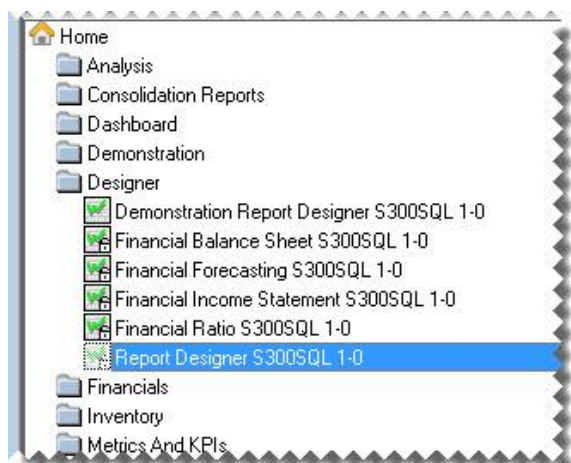 Home
Analysis
Consolidation Reports
Dashboard
Demonstration
Designer
Demonstration Report Designer S300SQL 1-0
Financial Balance Sheet S300SQL 1-0
Financial Forecasting S300SQL 1-0
Financial Income Statement S300SQL 1-0
Financial Ratio S300SQL 1-0
Report Designer S300SQL 1-0
Financials
Inventory
Metrics And KPIs